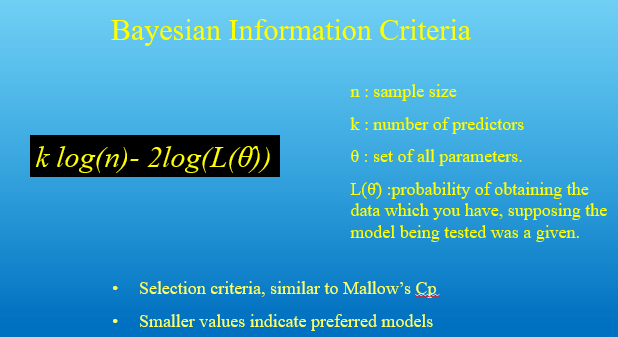 Bayesian Information Criteria
k log(n)- 2log(L(θ̂))
n : sample size
k : number of predictors
θ : set of all parameters.
L(θ̂) :probability of obtaining the
data which you have, supposing the
model being tested was a given.
• Selection criteria, similar to Mallow’s Cp
• Smaller values indicate preferred models